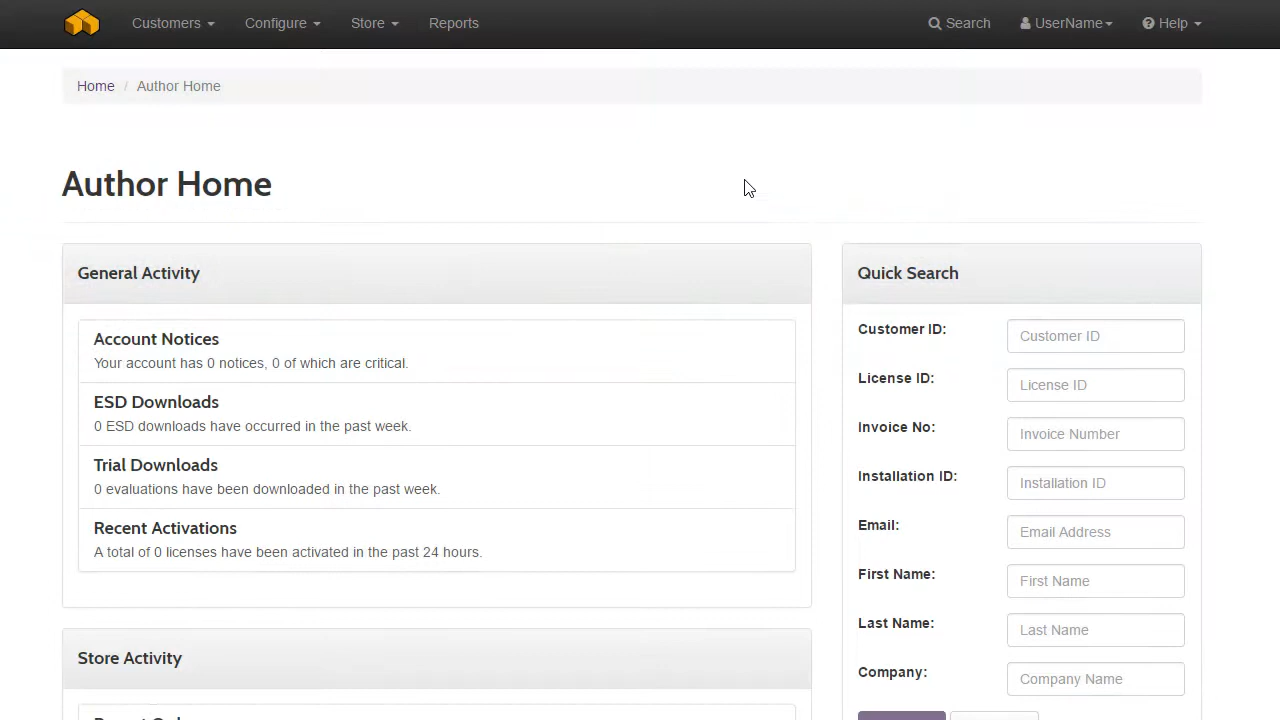 Customers Configure Store Reports Search UserName Help
Home / Author Home
Author Home
General Activity
Account Notices
Your account has 0 notices, 0 of which are critical.
ESD Downloads
0 ESD downloads have occurred in the past week.
Trial Downloads
0 evaluations have been downloaded in the past week.
Recent Activations
A total of 0 licenses have been activated in the past 24 hours.
Store Activity
Quick Search
Customer ID: Customer ID
License ID: License ID
Invoice No: Invoice Number
Installation ID: Installation ID
Email: Email Address
First Name: First Name
Last Name: Last Name
Company: Company Name